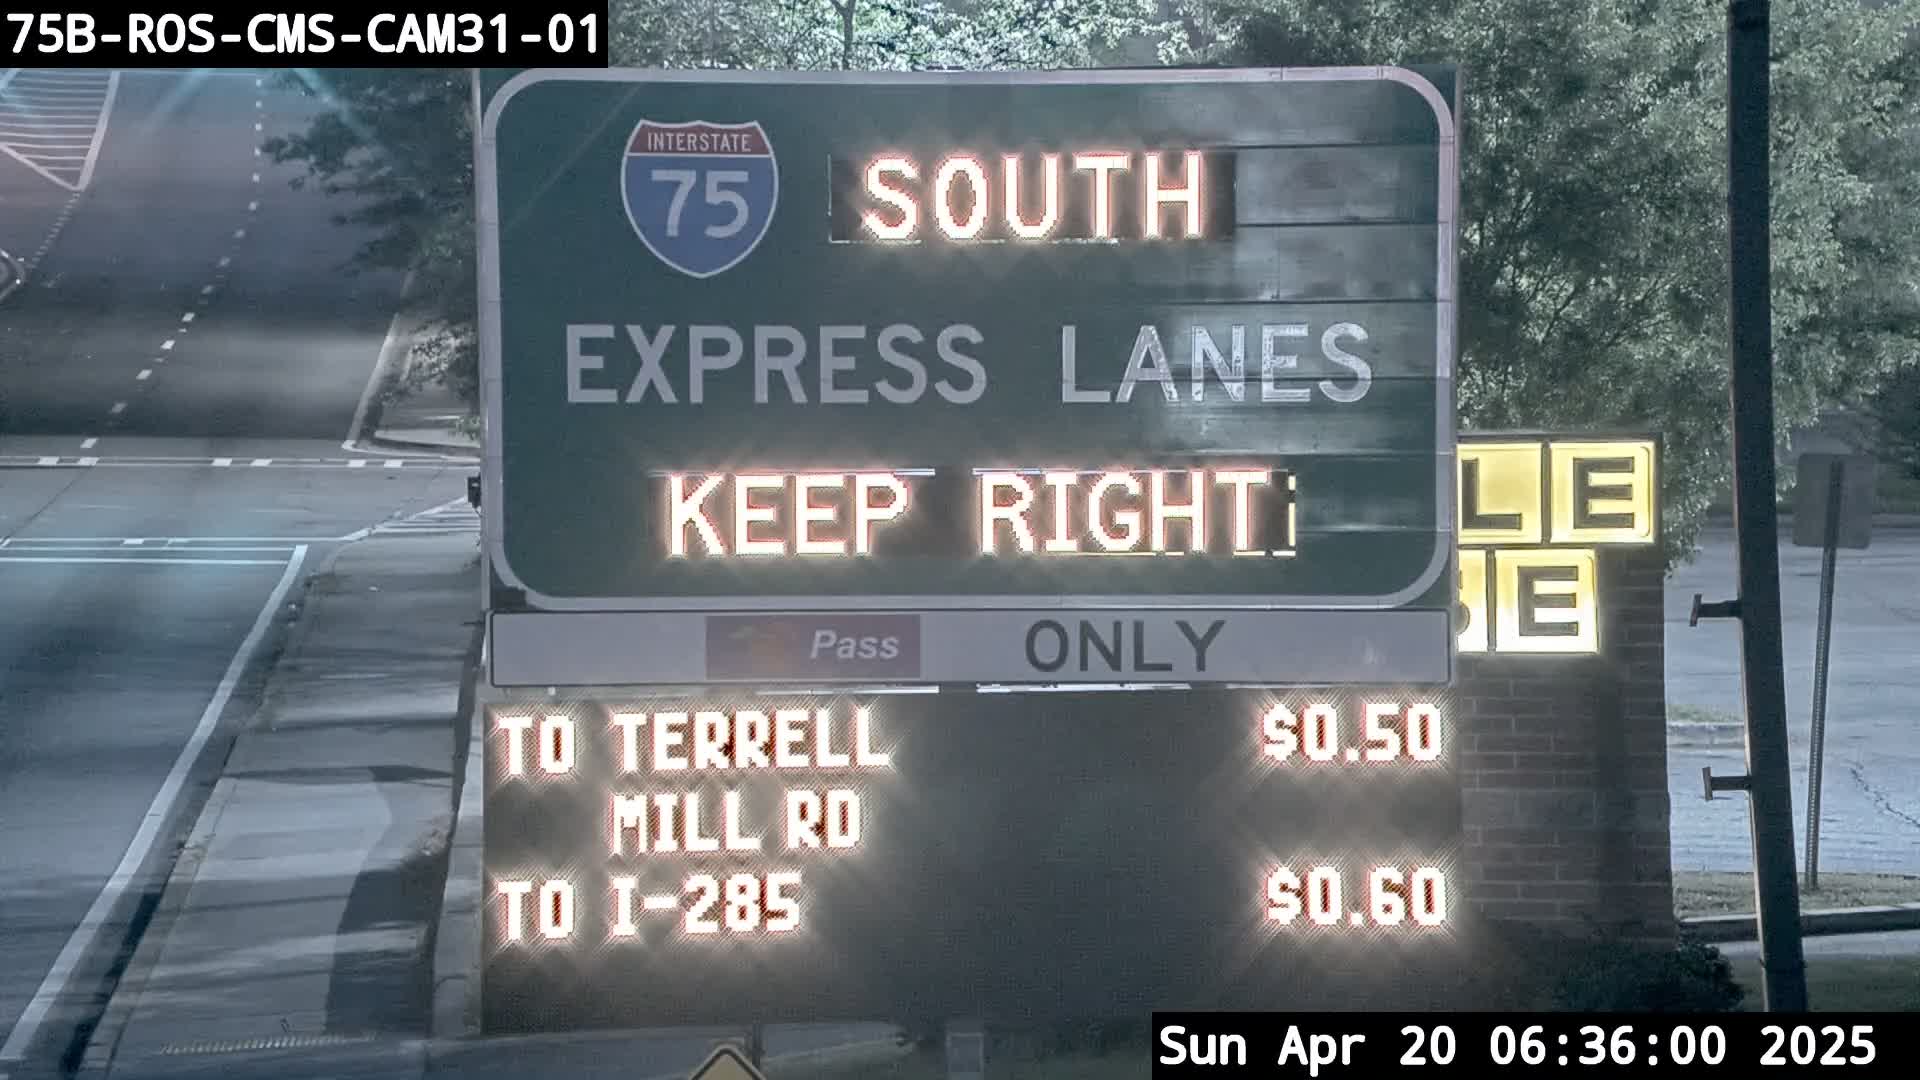 75B-ROS-CMS-CAM31-01
INTERSTATE
75
SOUTH
EXPRESS LANES
KEEP RIGHT
Pass ONLY
LE
E
TO TERRELL $0.50
MILL RD
TO I-285 $0.60
Sun Apr 20 06:36:00 2025